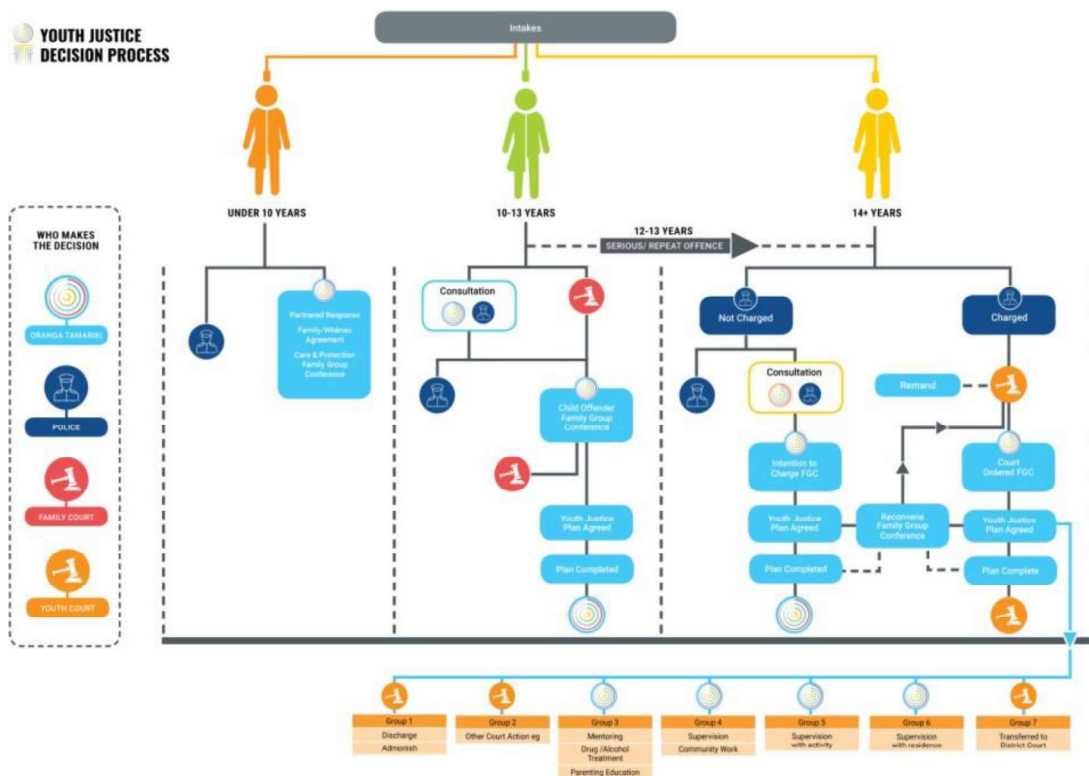 YOUTH JUSTICE
DECISION PROCESS
Intakes
UNDER 10 YEARS
10-13 YEARS
14+ YEARS
12-13 YEARS
SERIOUS/ REPEAT OFFENCE
WHO MAKES
THE DECISION
ORANGA TAMARIKI
POLICE
FAMILY COURT
YOUTH COURT
Partnered Response
Family/Whānau
Agreement
Care & Protection
Family Group
Conference
Consultation
Child Offender
Family Group
Conference
Youth Justice
Plan Agreed
Plan Completed
Not Charged
Charged
Consultation
Remand
Intention to
Charge FGC
Court
Ordered FGC
Youth Justice
Plan Agreed
Reconvene
Family Group
Conference
Youth Justice
Plan Agreed
Plan Completed
Plan Complete
Group 1
Discharge
Admonish
Group 2
Other Court Action eg
Group 3
Mentoring
Drug /Alcohol
Treatment
Parenting Education
Group 4
Supervision
Community Work
Group 5
Supervision
with activity
Group 6
Supervision
with residence
Group 7
Transferred to
District Court